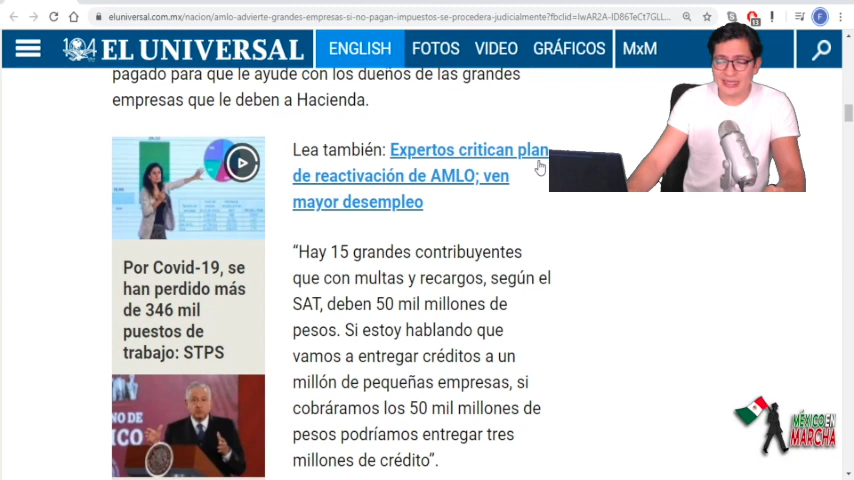 eluniversal.com.mx/nacion/amlo-advierte-grandes-empresas-si-no-pagan-impuestos-se-procedera-judicialmente?fbclid=IwAR2A-ID86TeCt7GLL...
F
104 EL UNIVERSAL
ENGLISH
FOTOS
VIDEO
GRÁFICOS
MxM
pagado para que le ayude con los dueños de las grandes
empresas que le deben a Hacienda.
Lea también: Expertos critican plan
de reactivación de AMLO; ven
mayor desempleo
Por Covid-19, se
han perdido más
de 346 mil
puestos de
trabajo: STPS
“Hay 15 grandes contribuyentes
que con multas y recargos, según el
SAT, deben 50 mil millones de
pesos. Si estoy hablando que
vamos a entregar créditos a un
millón de pequeñas empresas, si
cobráramos los 50 mil millones de
pesos podríamos entregar tres
millones de crédito”.
NO DE
ICO
MÉXICO EN
MARCHA